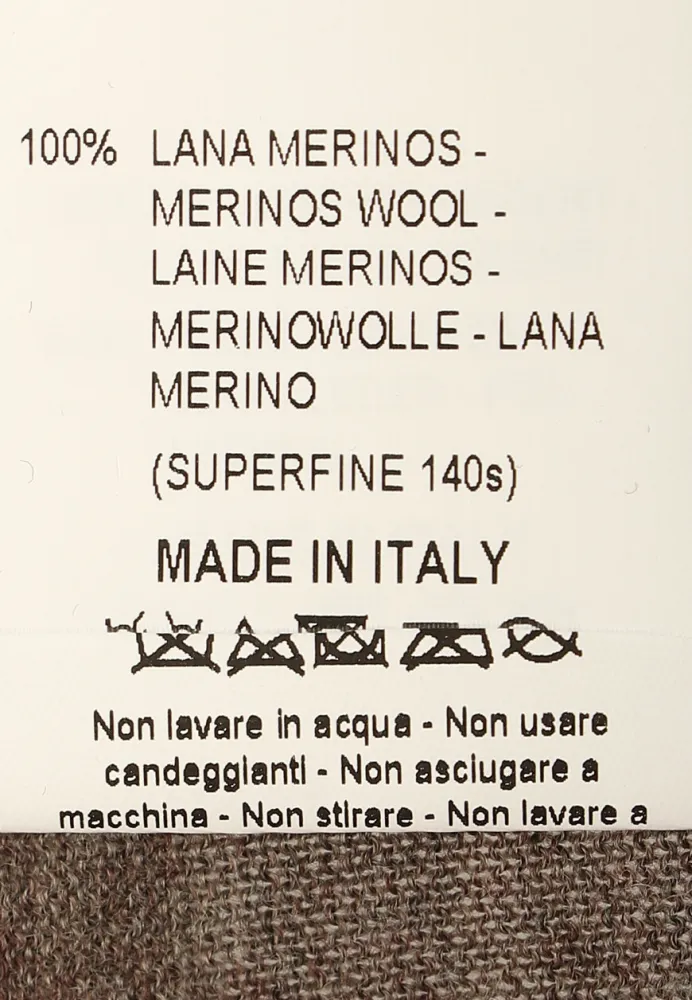 100% LANA MERINOS -
MERINOS WOOL -
LAINE MERINOS -
MERINOWOLLE - LANA
MERINO
(SUPERFINE 140s)
MADE IN ITALY
Non lavare in acqua - Non usare
candeggianti - Non asciugare a
macchina - Non stirare - Non lavare a